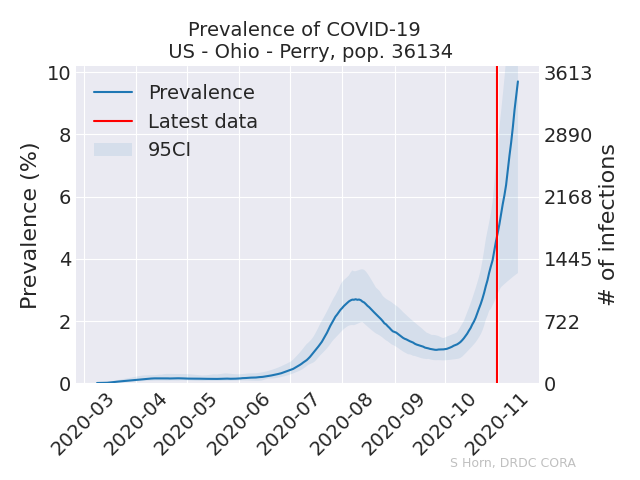 Prevalence of COVID-19
US - Ohio - Perry, pop. 36134
Prevalence
Latest data
95CI
Prevalence (%)
10
8
6
4
2
0
3613
2890
2168
1445
722
0
# of infections
2020-03
2020-04
2020-05
2020-06
2020-07
2020-08
2020-09
2020-10
2020-11
S Horn, DRDC CORA